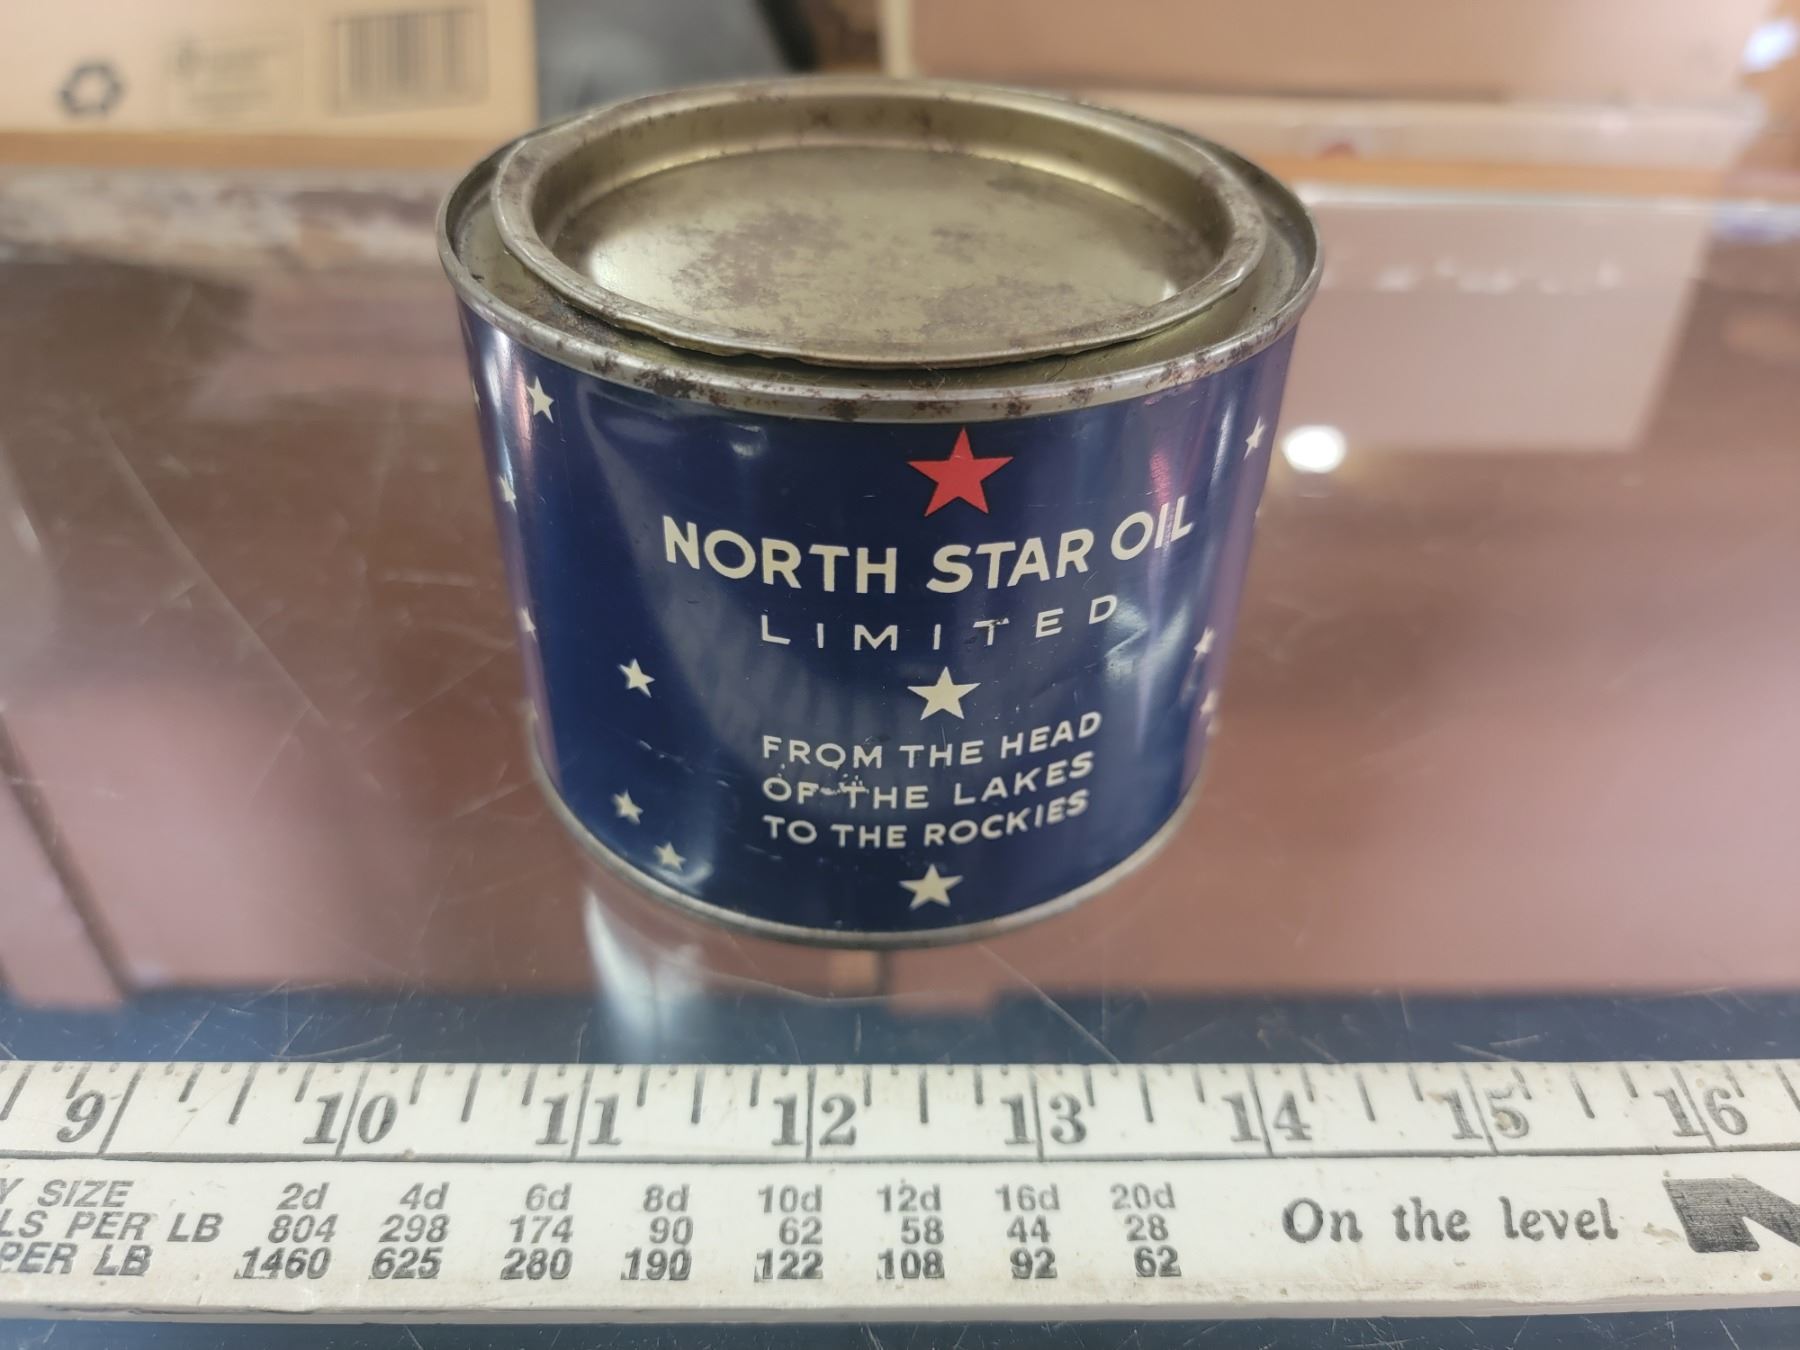 NORTH STAR OIL
LIMITED
FROM THE HEAD
OF THE LAKES
TO THE ROCKIES
9 10 11 12 13 14 15 16
Y SIZE 2d 4d 6d 8d 10d 12d 16d 20d
LS PER LB 804 298 174 90 62 58 44 28
PER LB 1460 625 280 190 122 108 92 62
On the level